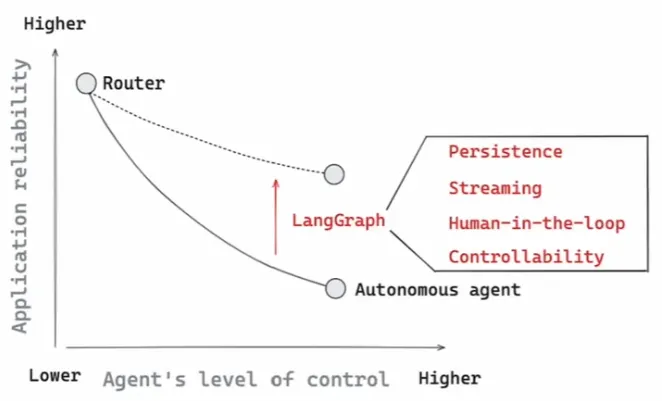 Higher
Application reliability
Router
Persistence
Streaming
LangGraph
Human-in-the-loop
Controllability
Autonomous agent
Lower
Agent's level of control
Higher